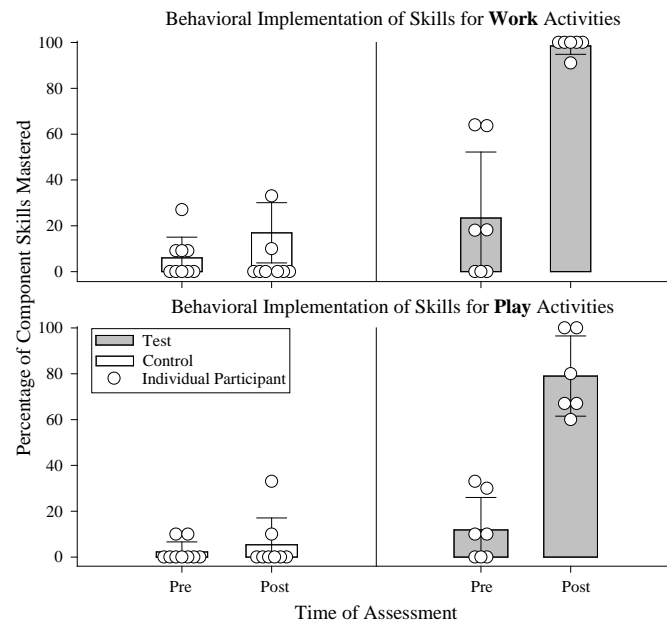 Behavioral Implementation of Skills for Work Activities
100
80
60
40
20
0
Percentage of Component Skills Mastered
Behavioral Implementation of Skills for Play Activities
100
80
60
40
20
0
Test
Control
Individual Participant
Pre
Post
Pre
Post
Time of Assessment